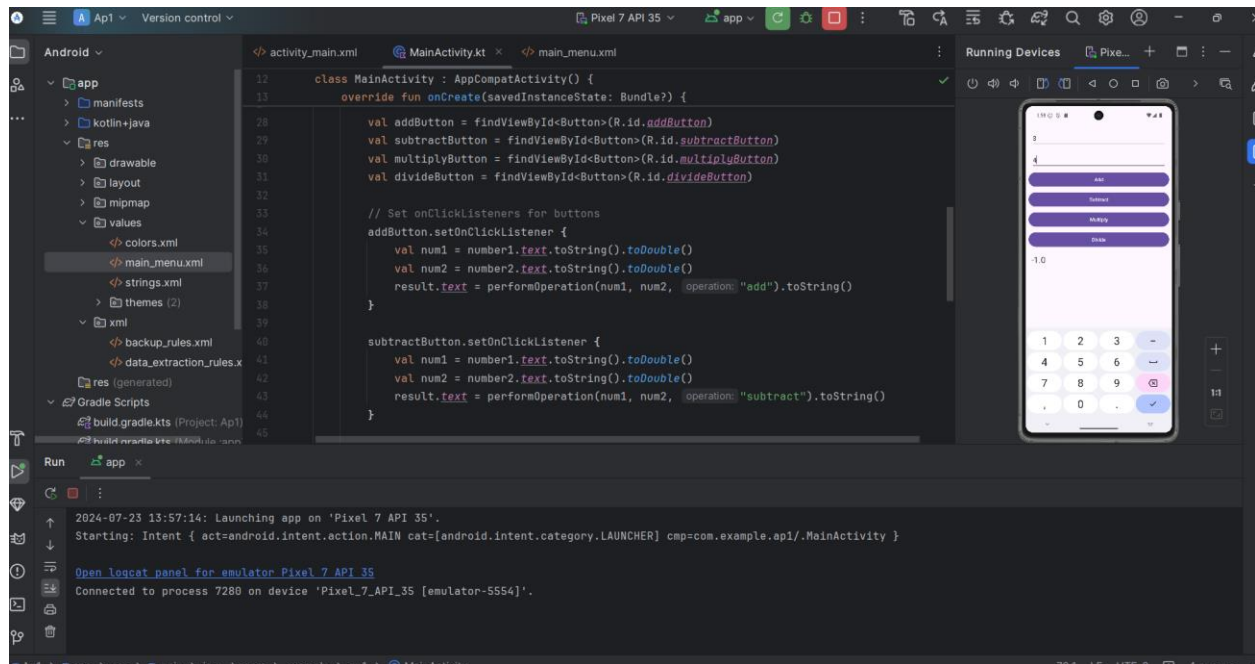 A Ap1 Version control Pixel 7 API 35 app
Android
app
manifests
kotlin+java
res
drawable
layout
mipmap
values
colors.xml
main_menu.xml
strings.xml
themes (2)
xml
backup_rules.xml
data_extraction_rules.x
res (generated)
Gradle Scripts
build.gradle.kts (Project: Ap1)
build.gradle.kts (Module :app
activity_main.xml MainActivity.kt main_menu.xml
12 class MainActivity : AppCompatActivity() {
13 override fun onCreate(savedInstanceState: Bundle?) {
28 val addButton = findViewById<Button>(R.id.addButton)
29 val subtractButton = findViewById<Button>(R.id.subtractButton)
30 val multiplyButton = findViewById<Button>(R.id.multiplyButton)
31 val divideButton = findViewById<Button>(R.id.divideButton)
32
33 // Set onClickListeners for buttons
34 addButton.setOnClickListener {
35 val num1 = number1.text.toString().toDouble()
36 val num2 = number2.text.toString().toDouble()
37 result.text = performOperation(num1, num2, operation: "add").toString()
38 }
39
40 subtractButton.setOnClickListener {
41 val num1 = number1.text.toString().toDouble()
42 val num2 = number2.text.toString().toDouble()
43 result.text = performOperation(num1, num2, operation: "subtract").toString()
44 }
45
Running Devices Pixe...
3
4
Add
Subtract
Multiply
Divide
-1.0
1 2 3 -
4 5 6
7 8 9
, 0 .
1:1
Run app
2024-07-23 13:57:14: Launching app on 'Pixel 7 API 35'.
Starting: Intent { act=android.intent.action.MAIN cat=[android.intent.category.LAUNCHER] cmp=com.example.ap1/.MainActivity }
Open logcat panel for emulator Pixel 7 API 35
Connected to process 7280 on device 'Pixel_7_API_35 [emulator-5554]'.